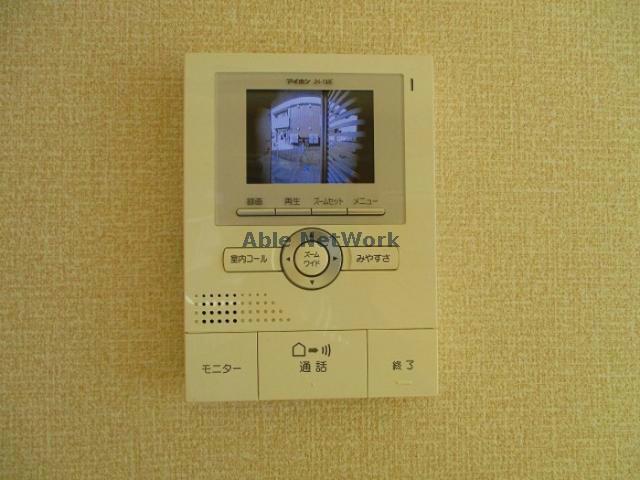 アイホン
録画 再生 ズームセット メニュー
Able NetWork
室内コール ズーム ワイド みやすさ
モニター 通話 終了